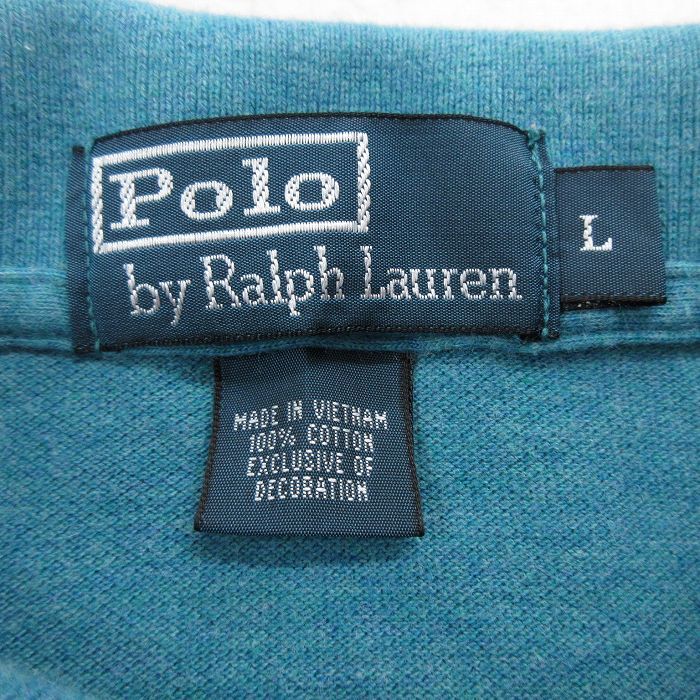 Polo
by Ralph Lauren
L
MADE IN VIETNAM
100% COTTON
EXCLUSIVE OF
DECORATION